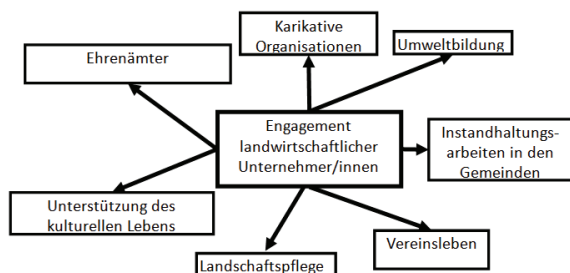 Karikative
Organisationen
Umweltbildung
Ehrenämter
Engagement
landwirtschaftlicher
Unternehmer/innen
Instandhaltungs-
arbeiten in den
Gemeinden
Unterstützung des
kulturellen Lebens
Vereinsleben
Landschaftspflege